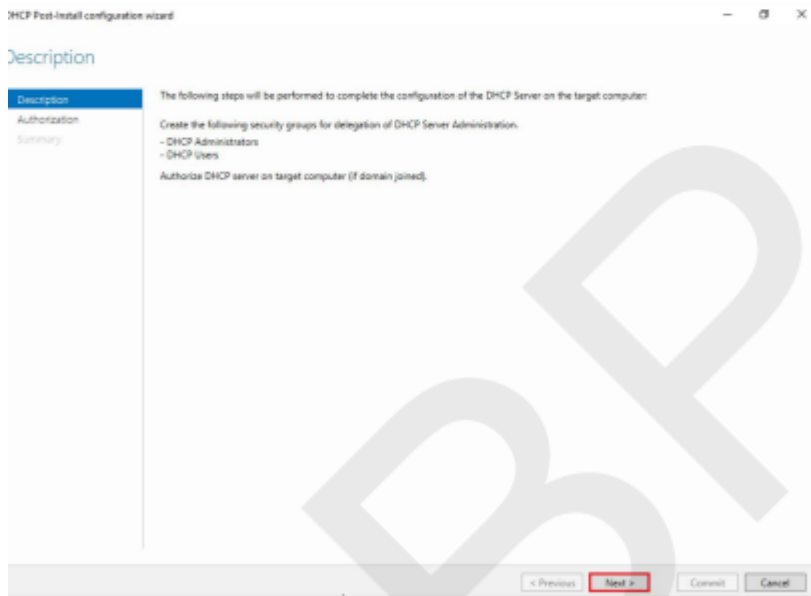 DHCP Post-Install configuration wizard
Description
Description
Authorization
Summary
The following steps will be performed to complete the configuration of the DHCP Server on the target computer:
Create the following security groups for delegation of DHCP Server Administration.
- DHCP Administrators
- DHCP Users
Authorize DHCP server on target computer (if domain joined).
< Previous
Next >
Commit
Cancel
BP